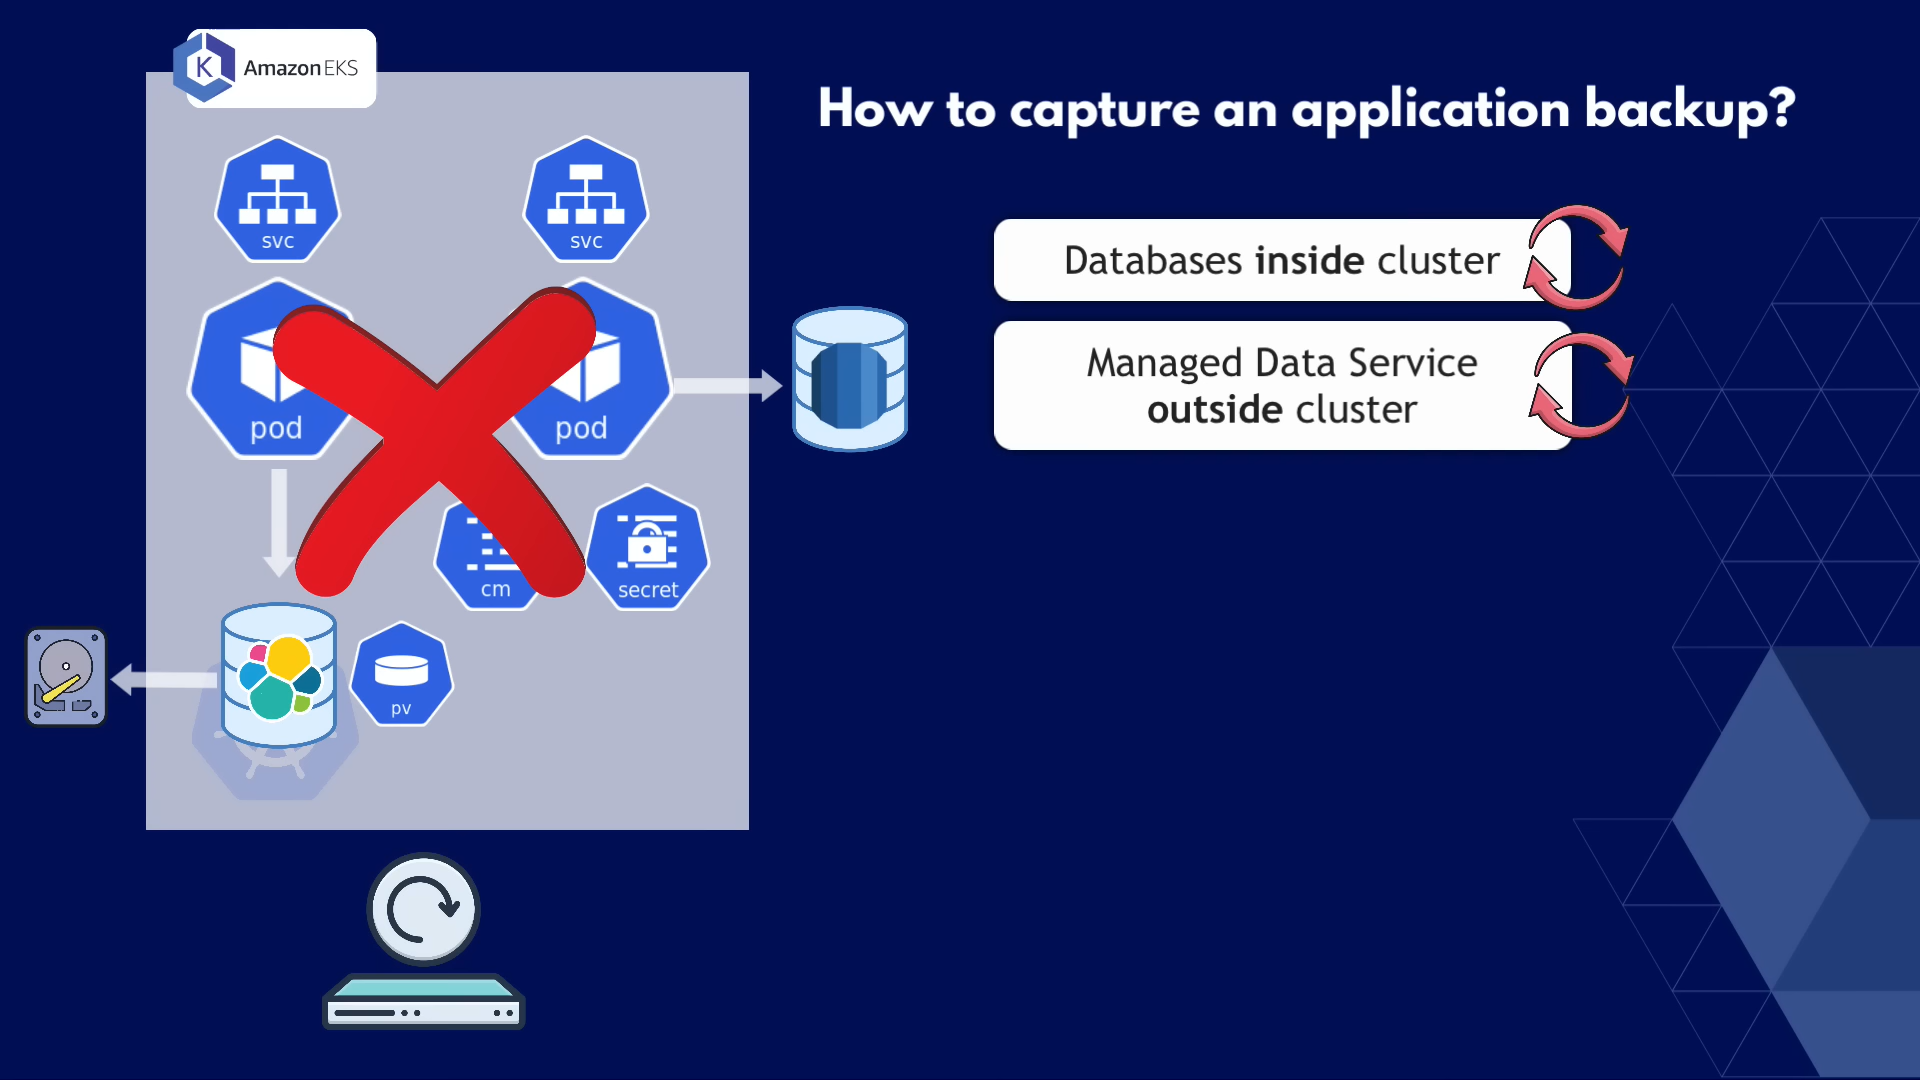 K
Amazon EKS
How to capture an application backup?
svc
svc
Databases inside cluster
Managed Data Service
outside cluster
pod
pod
cm
secret
pv